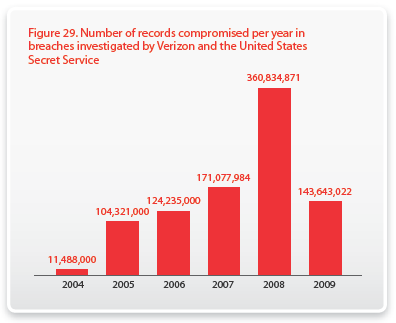 Figure 29. Number of records compromised per year in
breaches investigated by Verizon and the United States
Secret Service
360,834,871
171,077,984
143,643,022
124,235,000
104,321,000
11,488,000
2004 2005 2006 2007 2008 2009